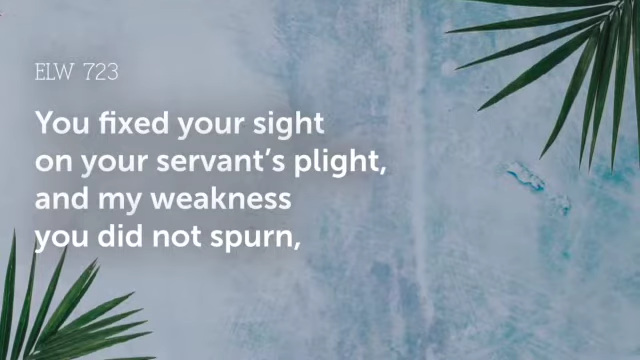 ELW 723
You fixed your sight
on your servant’s plight,
and my weakness
you did not spurn,